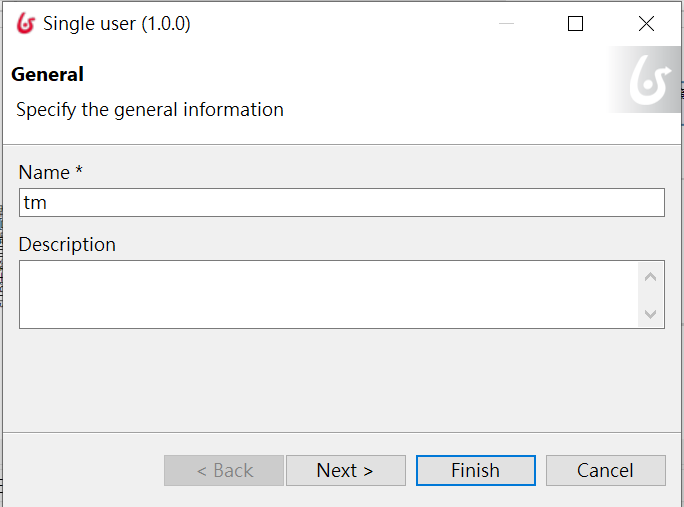 Single user (1.0.0)
General
Specify the general information
Name *
tm
Description
< Back
Next >
Finish
Cancel